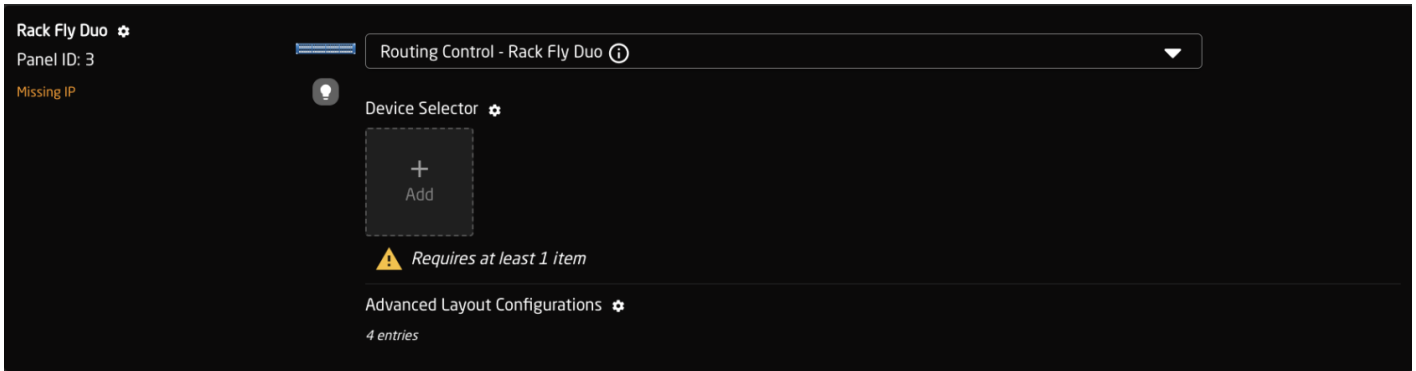 Rack Fly Duo
Panel ID: 3
Missing IP
Routing Control - Rack Fly Duo
Device Selector
+
Add
Requires at least 1 item
Advanced Layout Configurations
4 entries